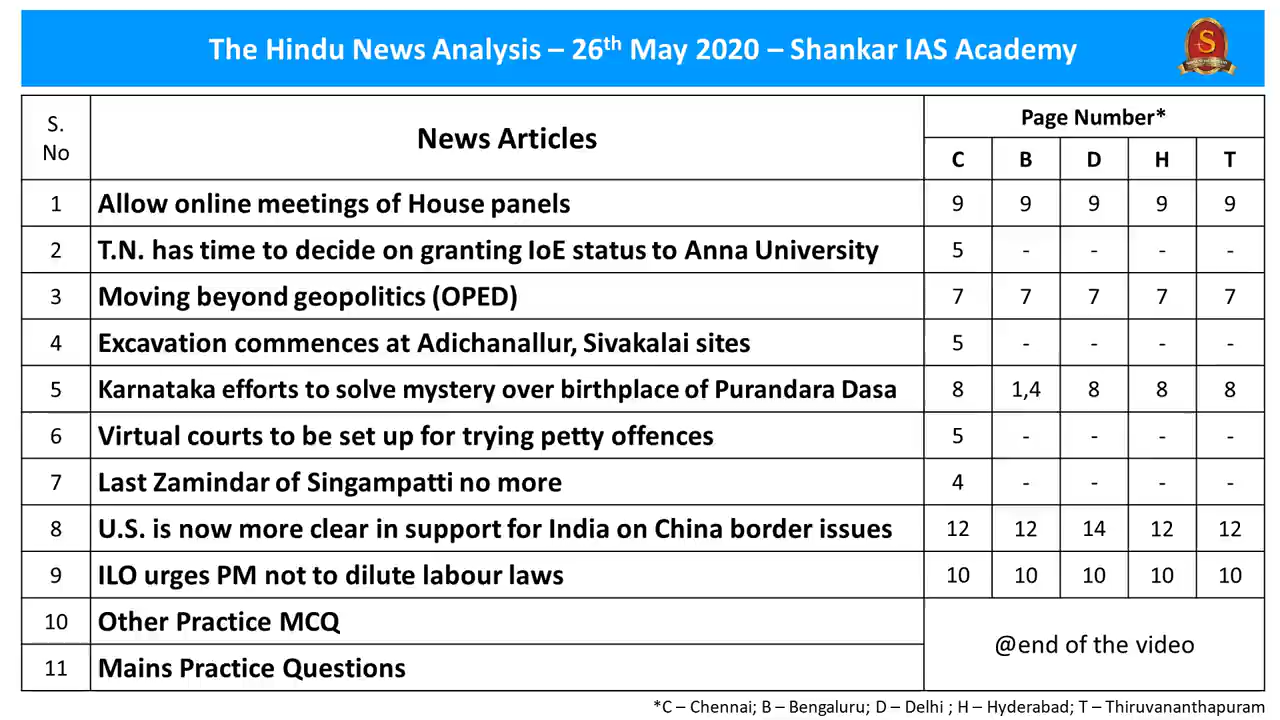 The Hindu News Analysis – 26th May 2020 – Shankar IAS Academy
S
S. No
News Articles
Page Number*
C B D H T
1 Allow online meetings of House panels 9 9 9 9 9
2 T.N. has time to decide on granting IoE status to Anna University 5 - - - -
3 Moving beyond geopolitics (OPED) 7 7 7 7 7
4 Excavation commences at Adichanallur, Sivakalai sites 5 - - - -
5 Karnataka efforts to solve mystery over birthplace of Purandara Dasa 8 1,4 8 8 8
6 Virtual courts to be set up for trying petty offences 5 - - - -
7 Last Zamindar of Singampatti no more 4 - - - -
8 U.S. is now more clear in support for India on China border issues 12 12 14 12 12
9 ILO urges PM not to dilute labour laws 10 10 10 10 10
10 Other Practice MCQ
@end of the video
11 Mains Practice Questions
*C – Chennai; B – Bengaluru; D – Delhi ; H – Hyderabad; T – Thiruvananthapuram